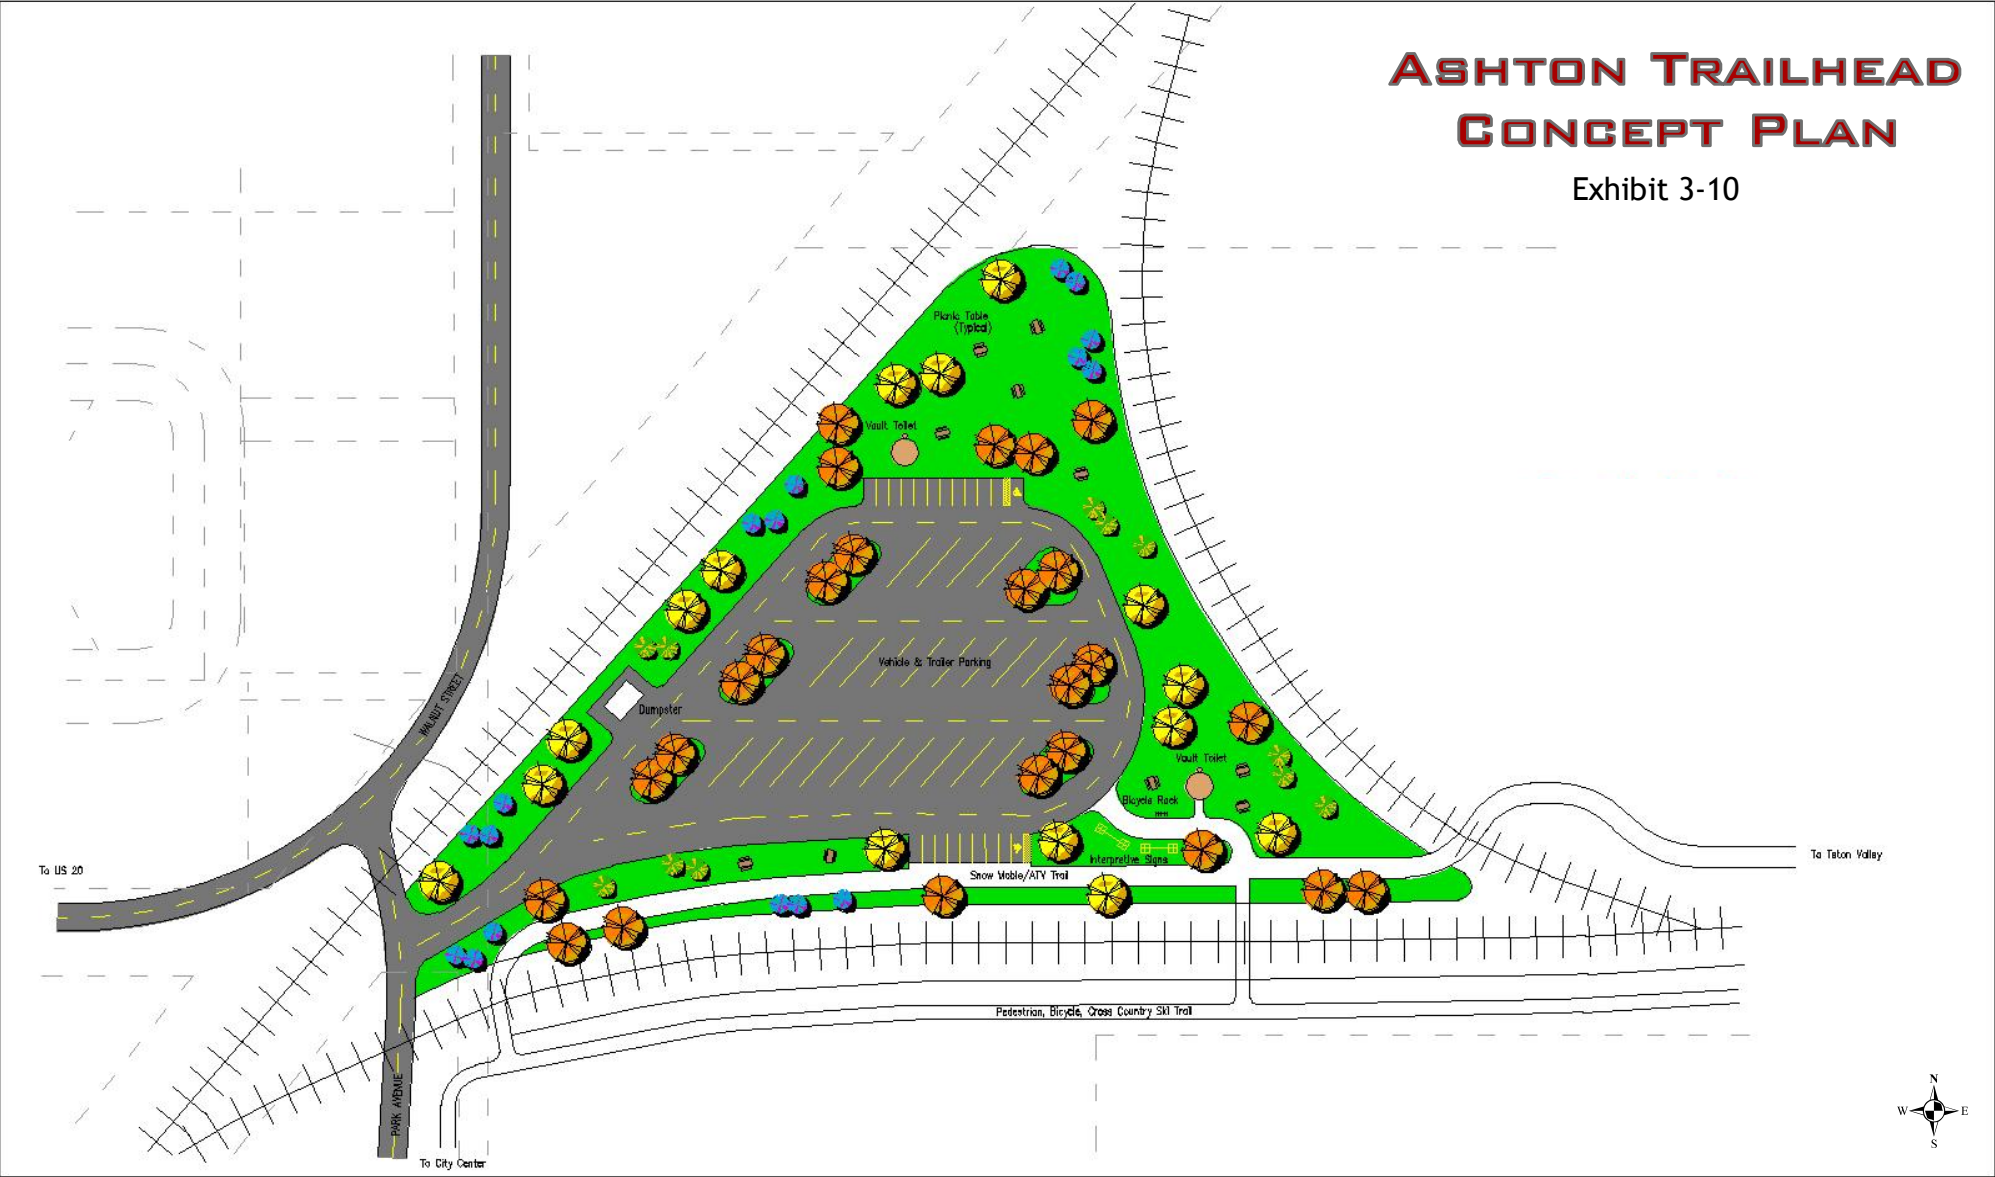 ASHTON TRAILHEAD
CONCEPT PLAN
Exhibit 3-10
Picnic Table
(Typical)
Vault Toilet
Vehicle & Trailer Parking
WALNUT STREET
Dumpster
Vault Toilet
Bicycle Rack
Interpretive Signs
Snow Mobile/ATV Trail
To US 20
To Teton Valley
Pedestrian, Bicycle, Cross Country Ski Trail
PARK AVENUE
To City Center
N
W
E
S